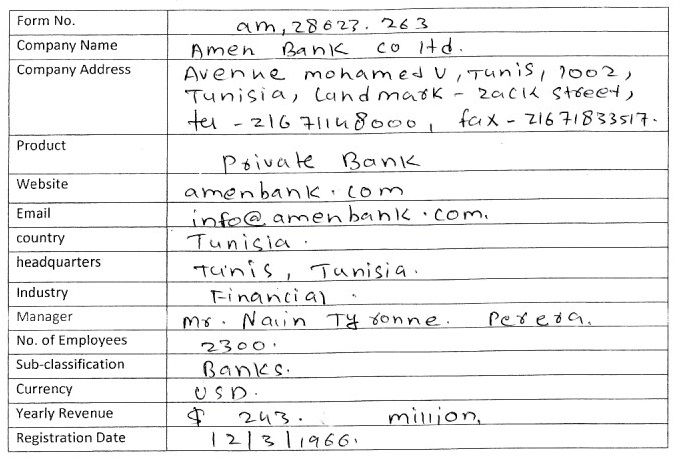 Form No. am, 28623. 263
Company Name Amen Bank co ltd.
Company Address Avenue mohamed V, Tunis, 1002,
Tunisia, Landmark - zack street,
tel - 21671148000, fax - 21671833517.
Product Private Bank
Website amenbank.com
Email info@amenbank.com.
country Tunisia.
headquarters tunis, Tunisia.
Industry Financial.
Manager Mr. Nain Tyronne. Perera.
No. of Employees 2300.
Sub-classification Banks.
Currency USD.
Yearly Revenue $ 243. million,
Registration Date 12/3/1966.